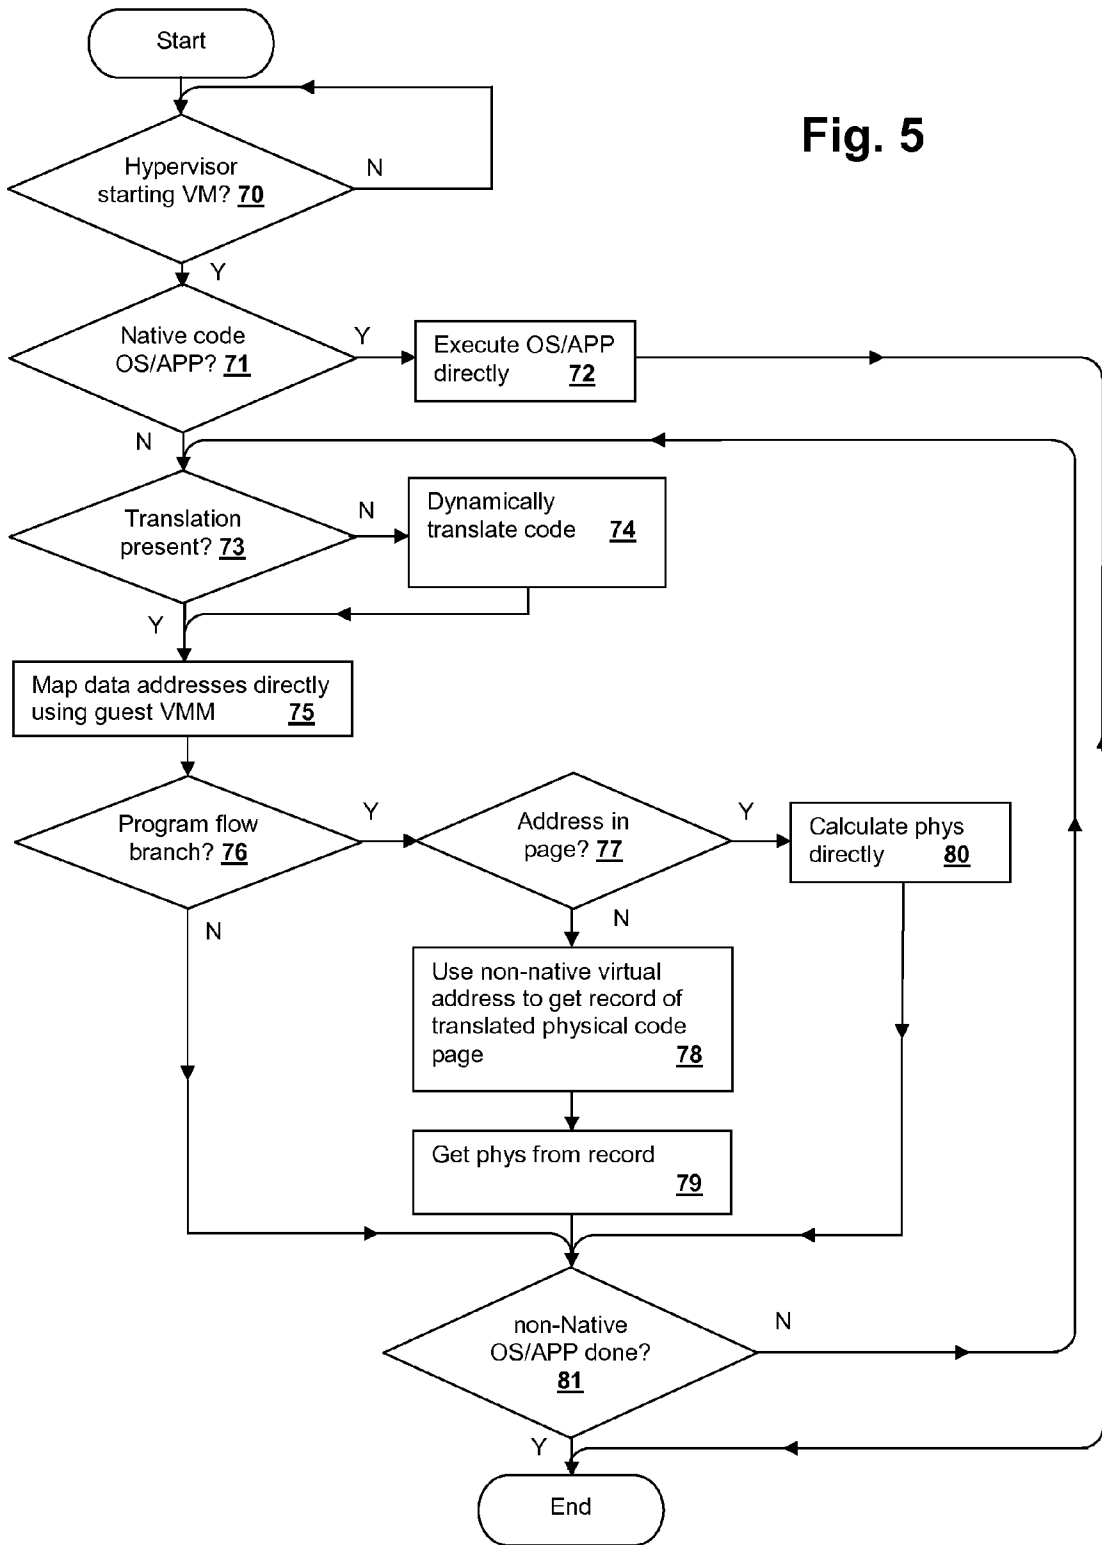 Start
Fig. 5
Hypervisor
starting VM? 70
N
Y
Native code
OS/APP? 71
Y
Execute OS/APP
directly 72
N
Translation
present? 73
N
Dynamically
translate code 74
Y
Map data addresses directly
using guest VMM 75
Program flow
branch? 76
Y
Address in
page? 77
Y
Calculate phys
directly 80
N
N
Use non-native virtual
address to get record of
translated physical code
page 78
Get phys from record
79
non-Native
OS/APP done?
81
N
Y
End